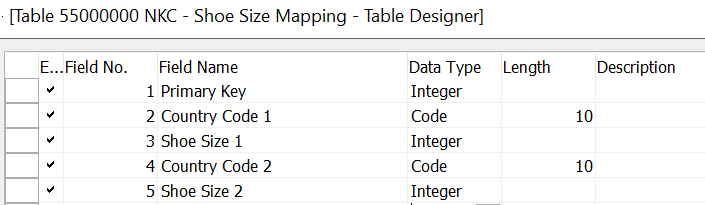 [Table 55000000 NKC - Shoe Size Mapping - Table Designer]
E... Field No. Field Name Data Type Length Description
1 Primary Key Integer
2 Country Code 1 Code 10
3 Shoe Size 1 Integer
4 Country Code 2 Code 10
5 Shoe Size 2 Integer